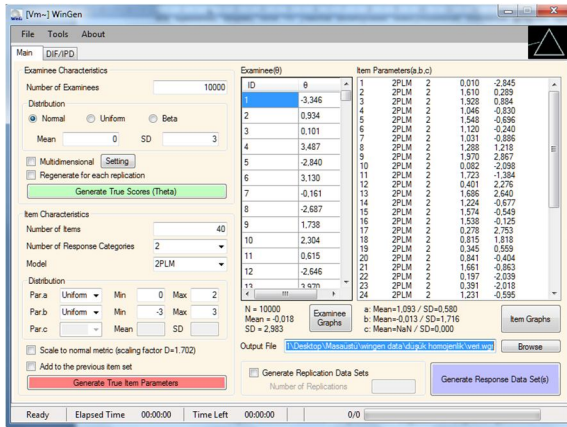 [Vm~] WinGen
File Tools About
Main DIF/IPD
Examinee Characteristics
Number of Examinees 10000
Distribution
Normal Uniform Beta
Mean 0 SD 3
Multidimensional Setting
Regenerate for each replication
Generate True Scores (Theta)
Item Characteristics
Number of Items 40
Number of Response Categories 2
Model 2PLM
Distribution
Par.a Uniform Min 0 Max 2
Par.b Uniform Min -3 Max 3
Par.c Mean SD
Scale to normal metric (scaling factor D=1.702)
Add to the previous item set
Generate True Item Parameters
Examinee(θ)
ID θ
1 -3,346
2 0,934
3 0,101
4 3,487
5 -2,840
6 3,130
7 -0,161
8 -2,687
9 1,738
10 2,304
11 0,615
12 -2,646
13 3,970
N = 10000
Mean = -0,018
SD = 2,983
Examinee Graphs
Item Parameters(a,b,c)
1 2PLM 2 0,010 -2,845
2 2PLM 2 1,610 0,289
3 2PLM 2 1,928 0,884
4 2PLM 2 1,046 -0,830
5 2PLM 2 1,548 -0,696
6 2PLM 2 1,120 -0,240
7 2PLM 2 1,031 -0,886
8 2PLM 2 1,288 1,218
9 2PLM 2 1,970 2,867
10 2PLM 2 0,082 -2,098
11 2PLM 2 1,723 -1,384
12 2PLM 2 0,401 2,276
13 2PLM 2 1,686 2,640
14 2PLM 2 1,224 -0,677
15 2PLM 2 1,574 -0,549
16 2PLM 2 1,538 -0,125
17 2PLM 2 0,278 2,753
18 2PLM 2 0,815 1,818
19 2PLM 2 0,345 0,559
20 2PLM 2 0,841 -0,404
21 2PLM 2 1,661 -0,863
22 2PLM 2 0,197 -2,039
23 2PLM 2 0,391 -2,018
24 2PLM 2 1,231 -0,595
a: Mean=1,093 / SD=0,580
b: Mean=0,013 / SD=1,716
c: Mean=NaN / SD=0,000
Item Graphs
Output File 1\Desktop\Masaüstü\wingen data\düşük homojenlik\veri.wgr Browse
Generate Replication Data Sets
Number of Replications
Generate Response Data Set(s)
Ready Elapsed Time 00:00:00 Time Left 00:00:00 0/0